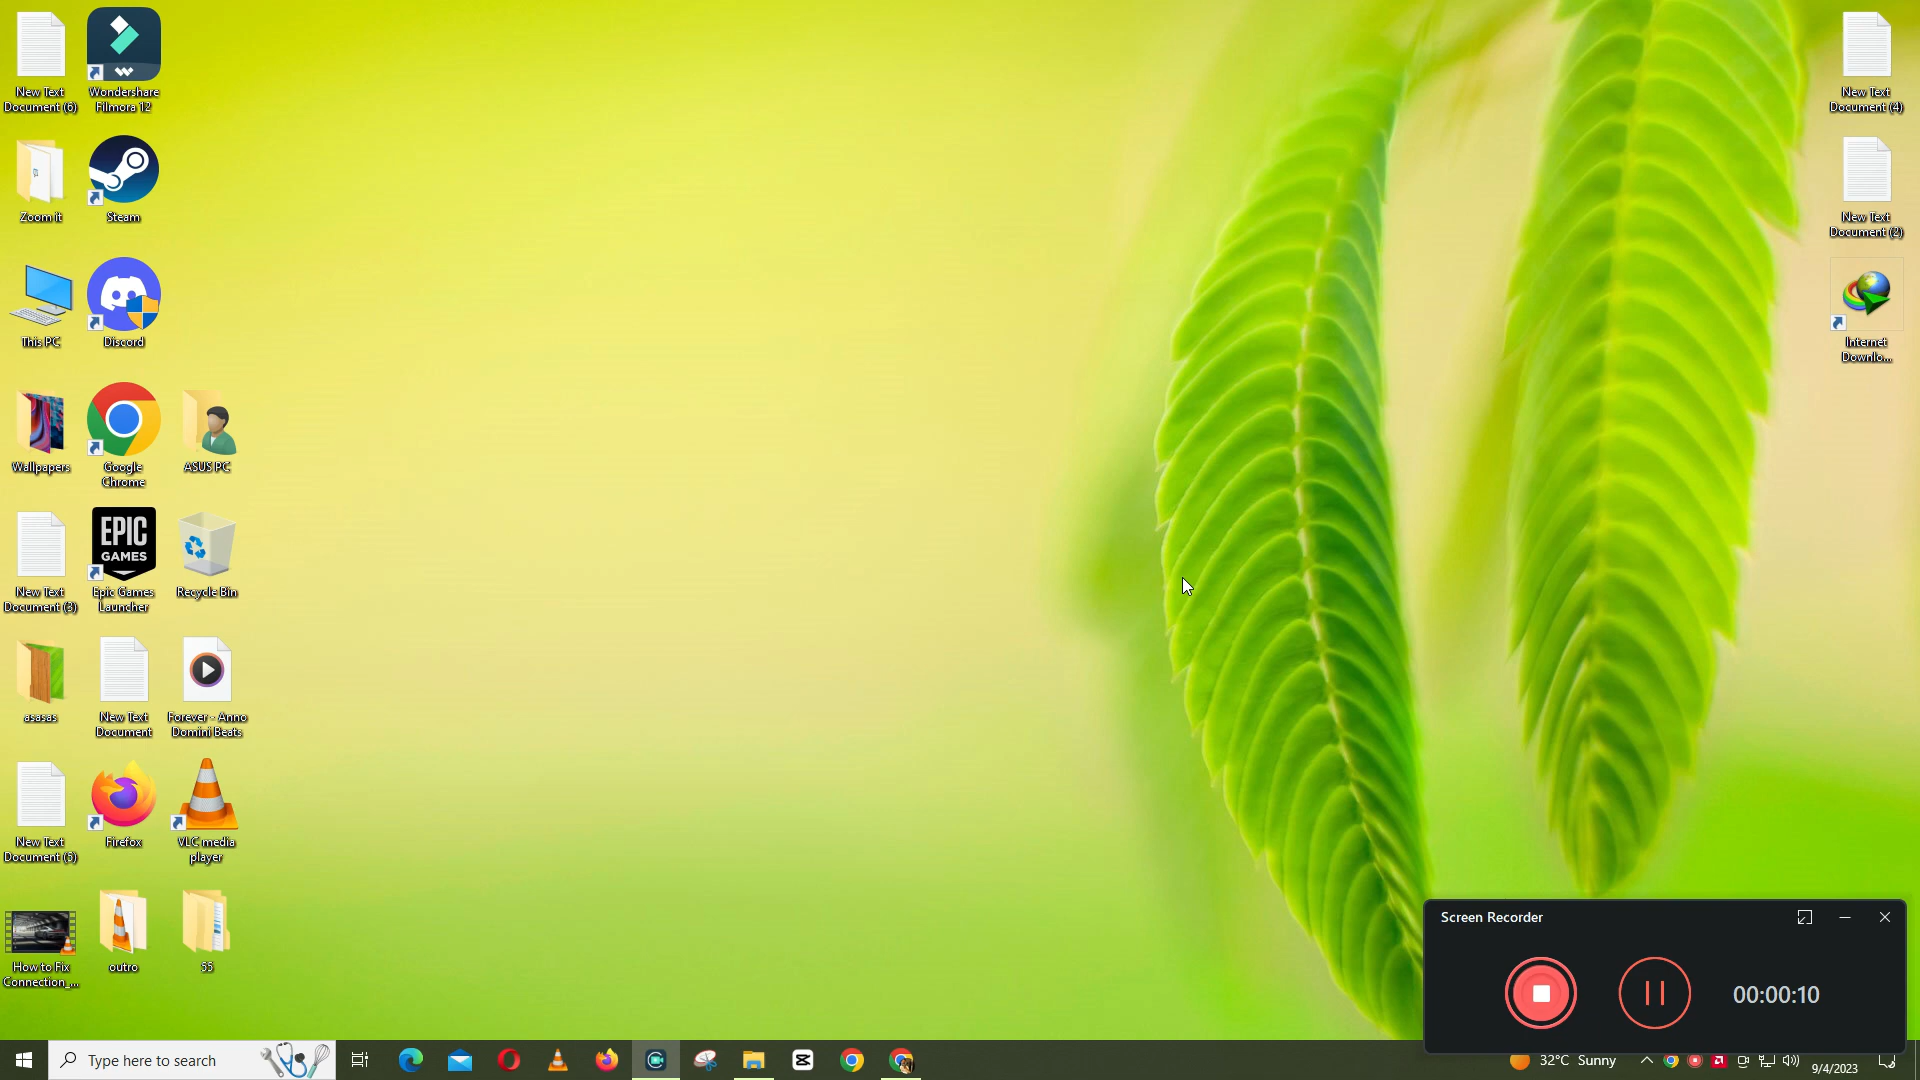 New Text
Document (6)
Wondershare
Filmora 12
New Text
Document (4)
Zoom it
Steam
New Text
Document (2)
This PC
Discord
Internet
Downlo...
Wallpapers
Google
Chrome
ASUS PC
New Text
Document (3)
EPIC
GAMES
Epic Games
Launcher
Recycle Bin
asasas
New Text
Document
Forever - Anno
Domini Beats
New Text
Document (5)
Firefox
VLC media
player
How to Fix
Connection_...
outro
55
Screen Recorder
00:00:10
Type here to search
32°C Sunny
9/4/2023